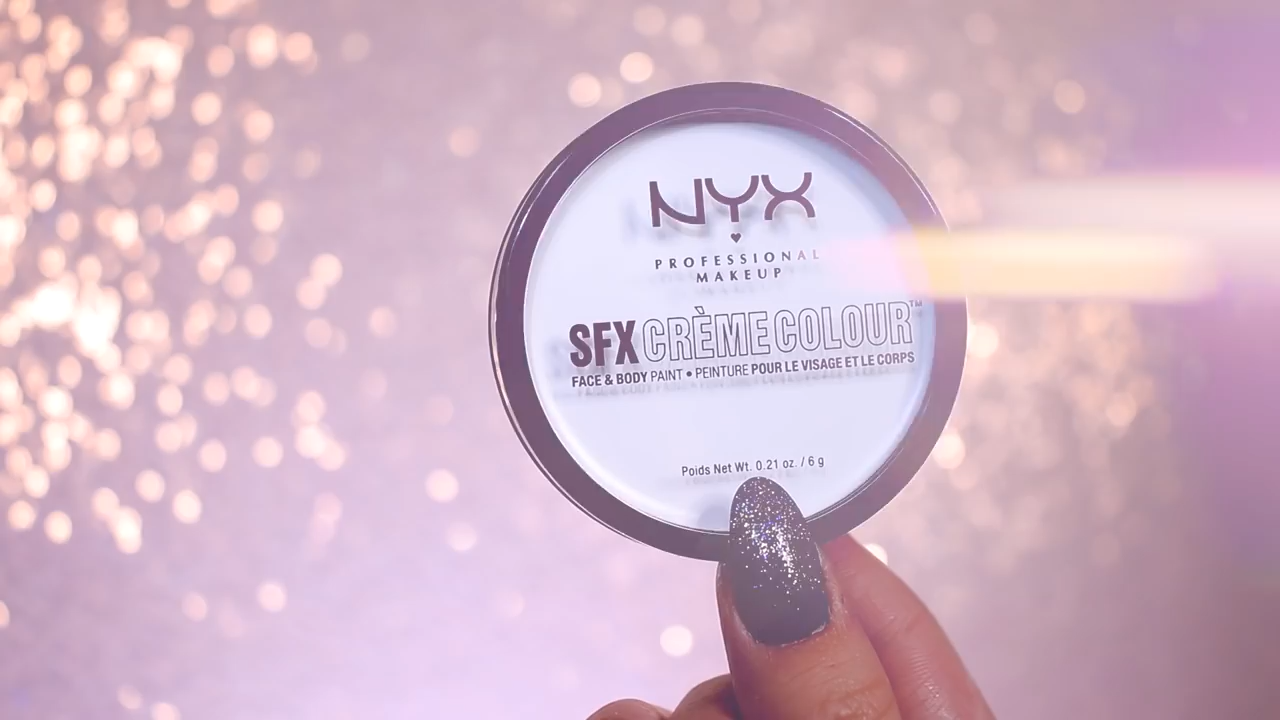 NYX
PROFESSIONAL
MAKEUP
SFX CRÈME COLOUR™
FACE & BODY PAINT • PEINTURE POUR LE VISAGE ET LE CORPS
Poids Net Wt. 0.21 oz. / 6 g